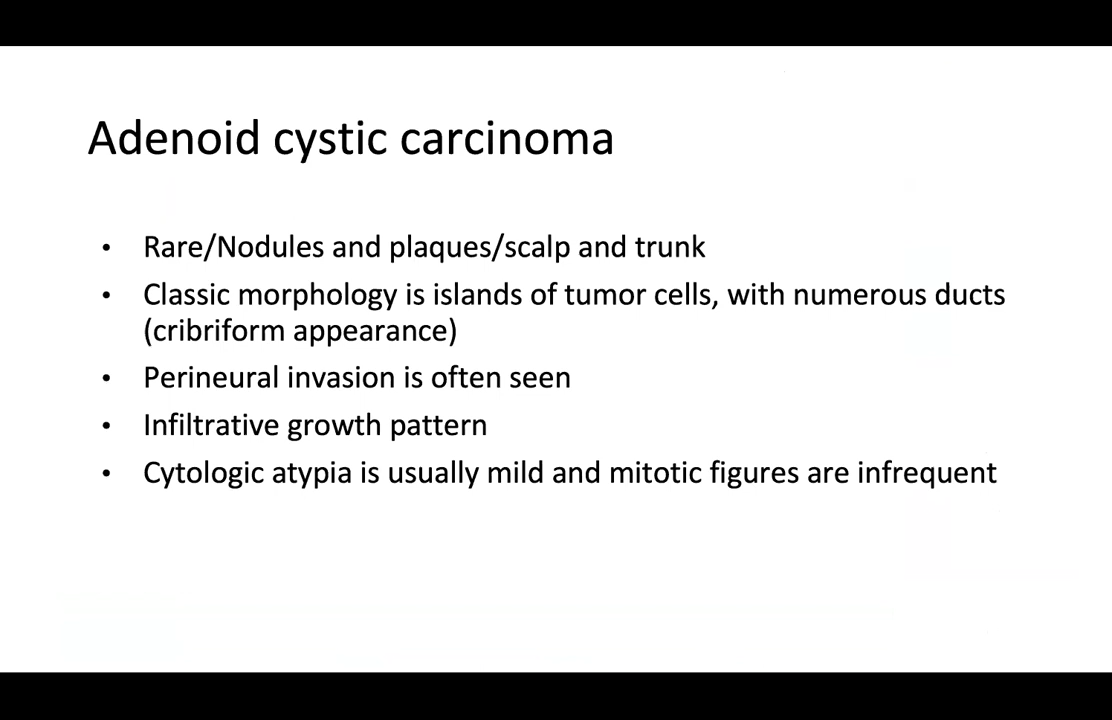 Adenoid cystic carcinoma
• Rare/Nodules and plaques/scalp and trunk
• Classic morphology is islands of tumor cells, with numerous ducts
(cribriform appearance)
• Perineural invasion is often seen
• Infiltrative growth pattern
• Cytologic atypia is usually mild and mitotic figures are infrequent